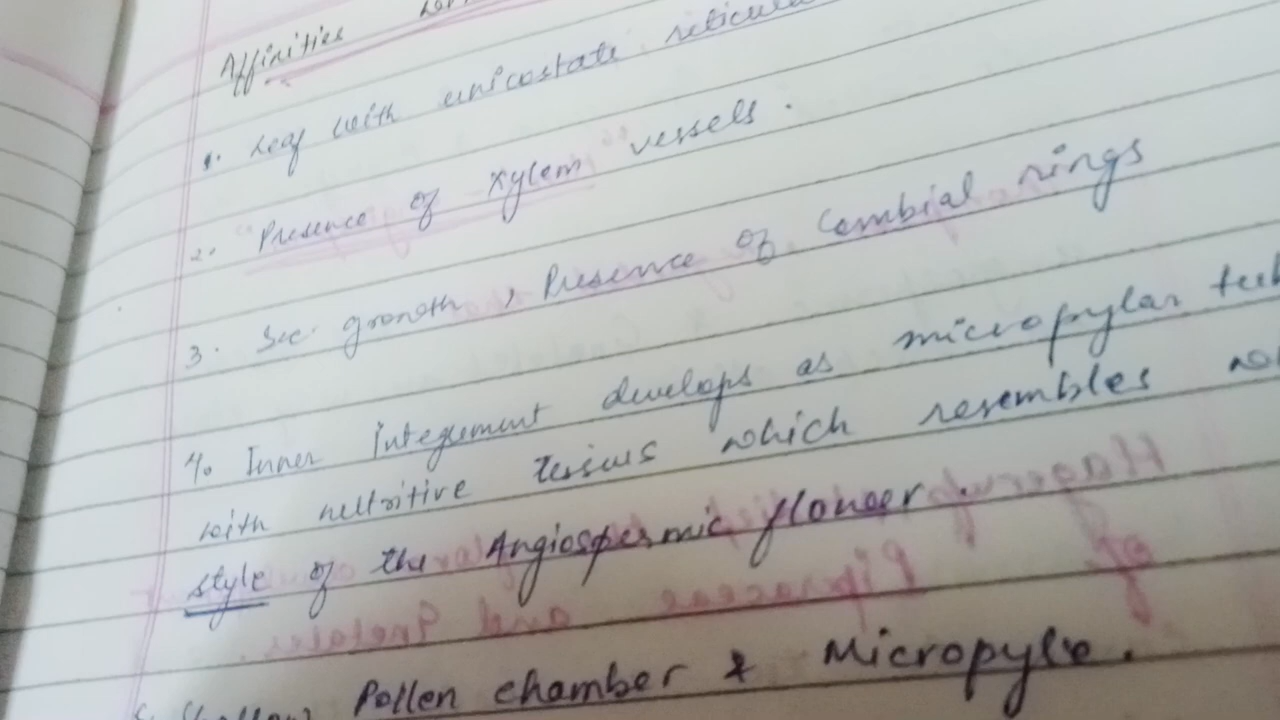 Affinities
1. Leaf with unicostate
2. "Presence of xylem" vessels.
3. Sec. growth, Presence of Cambial rings
4. Inner integument develops as micropylar
with nutritive tissues which resembles
style of the Angiospermic flower.
Pollen chamber & Micropyle.